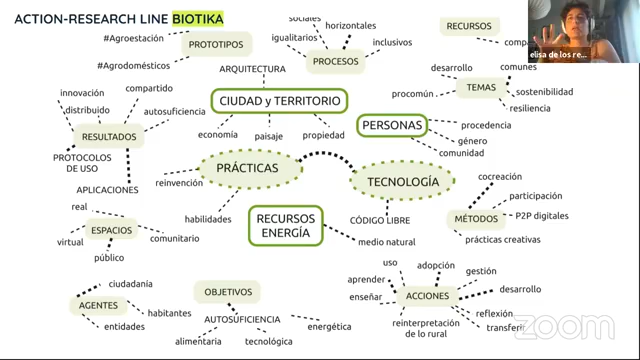 ACTION-RESEARCH LINE BIOTIKA
#Agroestación
PROTOTIPOS
#Agrodomésticos
sociales
horizontales
igualitarios
inclusivos
PROCESOS
RECURSOS
elisa de los re...
ARQUITECTURA
CIUDAD y TERRITORIO
economía
paisaje
propiedad
desarrollo
comunes
TEMAS
procomún
sostenibilidad
resiliencia
innovación
compartido
distribuido
autosuficiencia
RESULTADOS
PROTOCOLOS
DE USO
APLICACIONES
PERSONAS
procedencia
género
comunidad
PRÁCTICAS
reinvención
habilidades
TECNOLOGÍA
CÓDIGO LIBRE
RECURSOS
ENERGÍA
medio natural
cocreación
participación
MÉTODOS
P2P digitales
prácticas creativas
real
ESPACIOS
virtual
comunitario
público
ciudadanía
AGENTES
habitantes
entidades
OBJETIVOS
AUTOSUFICIENCIA
energética
alimentaria
tecnológica
uso
adopción
aprender
gestión
enseñar
ACCIONES
desarrollo
reflexión
reinterpretación
de lo rural
zoom